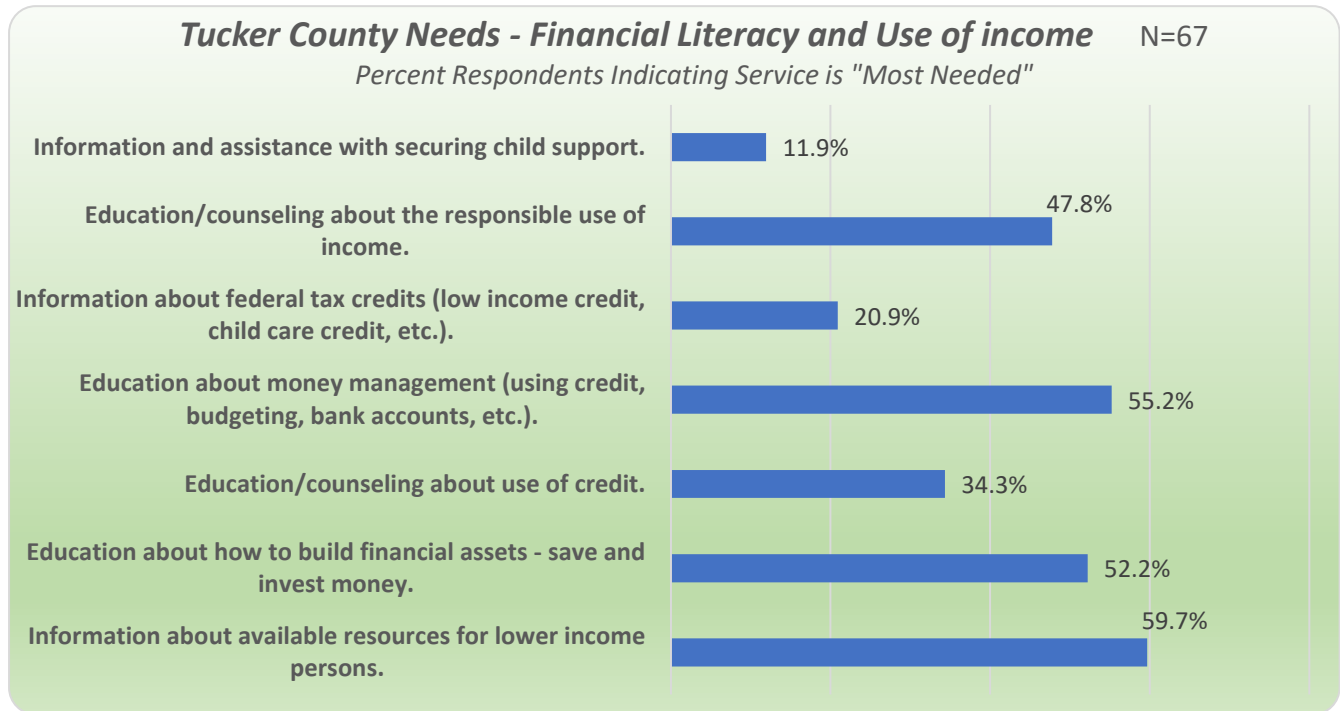 Tucker County Needs - Financial Literacy and Use of income N=67
Percent Respondents Indicating Service is "Most Needed"
Information and assistance with securing child support.
11.9%
Education/counseling about the responsible use of
income.
47.8%
Information about federal tax credits (low income credit,
child care credit, etc.).
20.9%
Education about money management (using credit,
budgeting, bank accounts, etc.).
55.2%
Education/counseling about use of credit.
34.3%
Education about how to build financial assets - save and
invest money.
52.2%
Information about available resources for lower income
persons.
59.7%